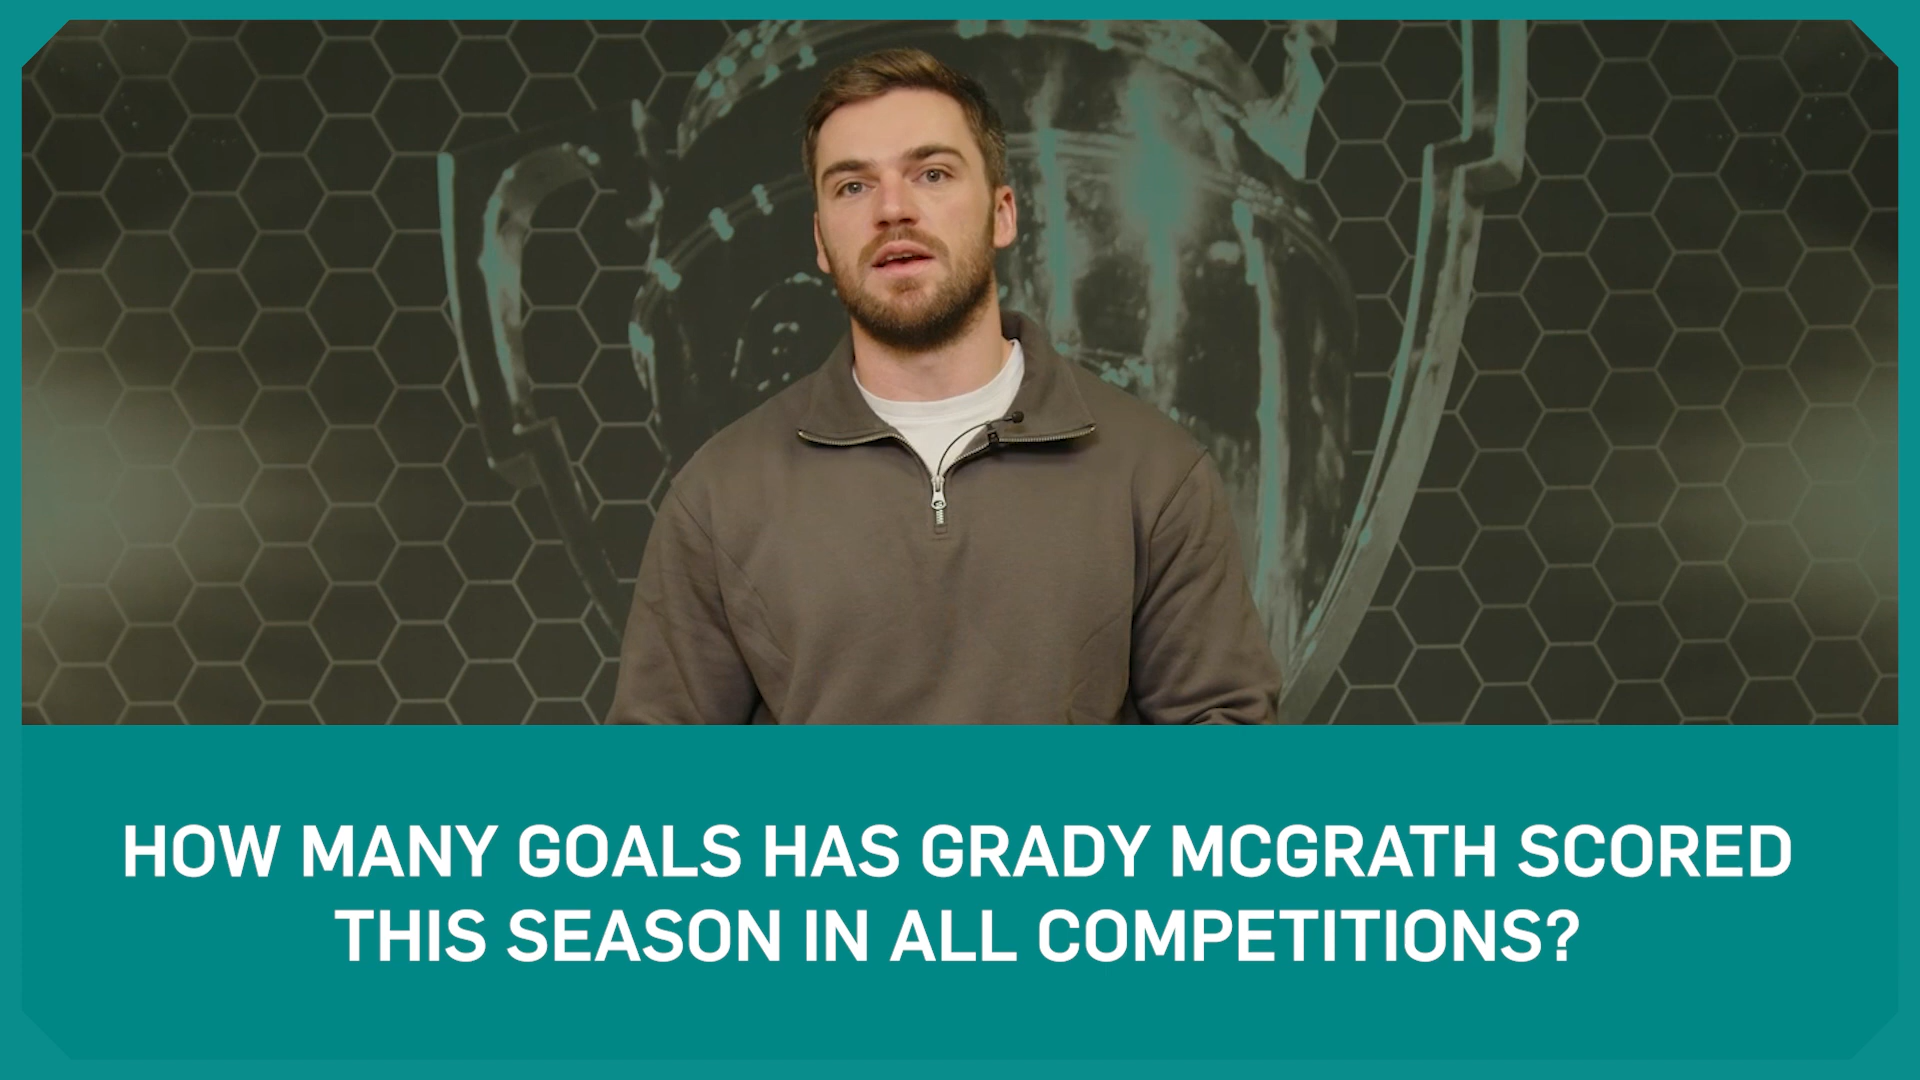 HOW MANY GOALS HAS GRADY MCGRATH SCORED
THIS SEASON IN ALL COMPETITIONS?